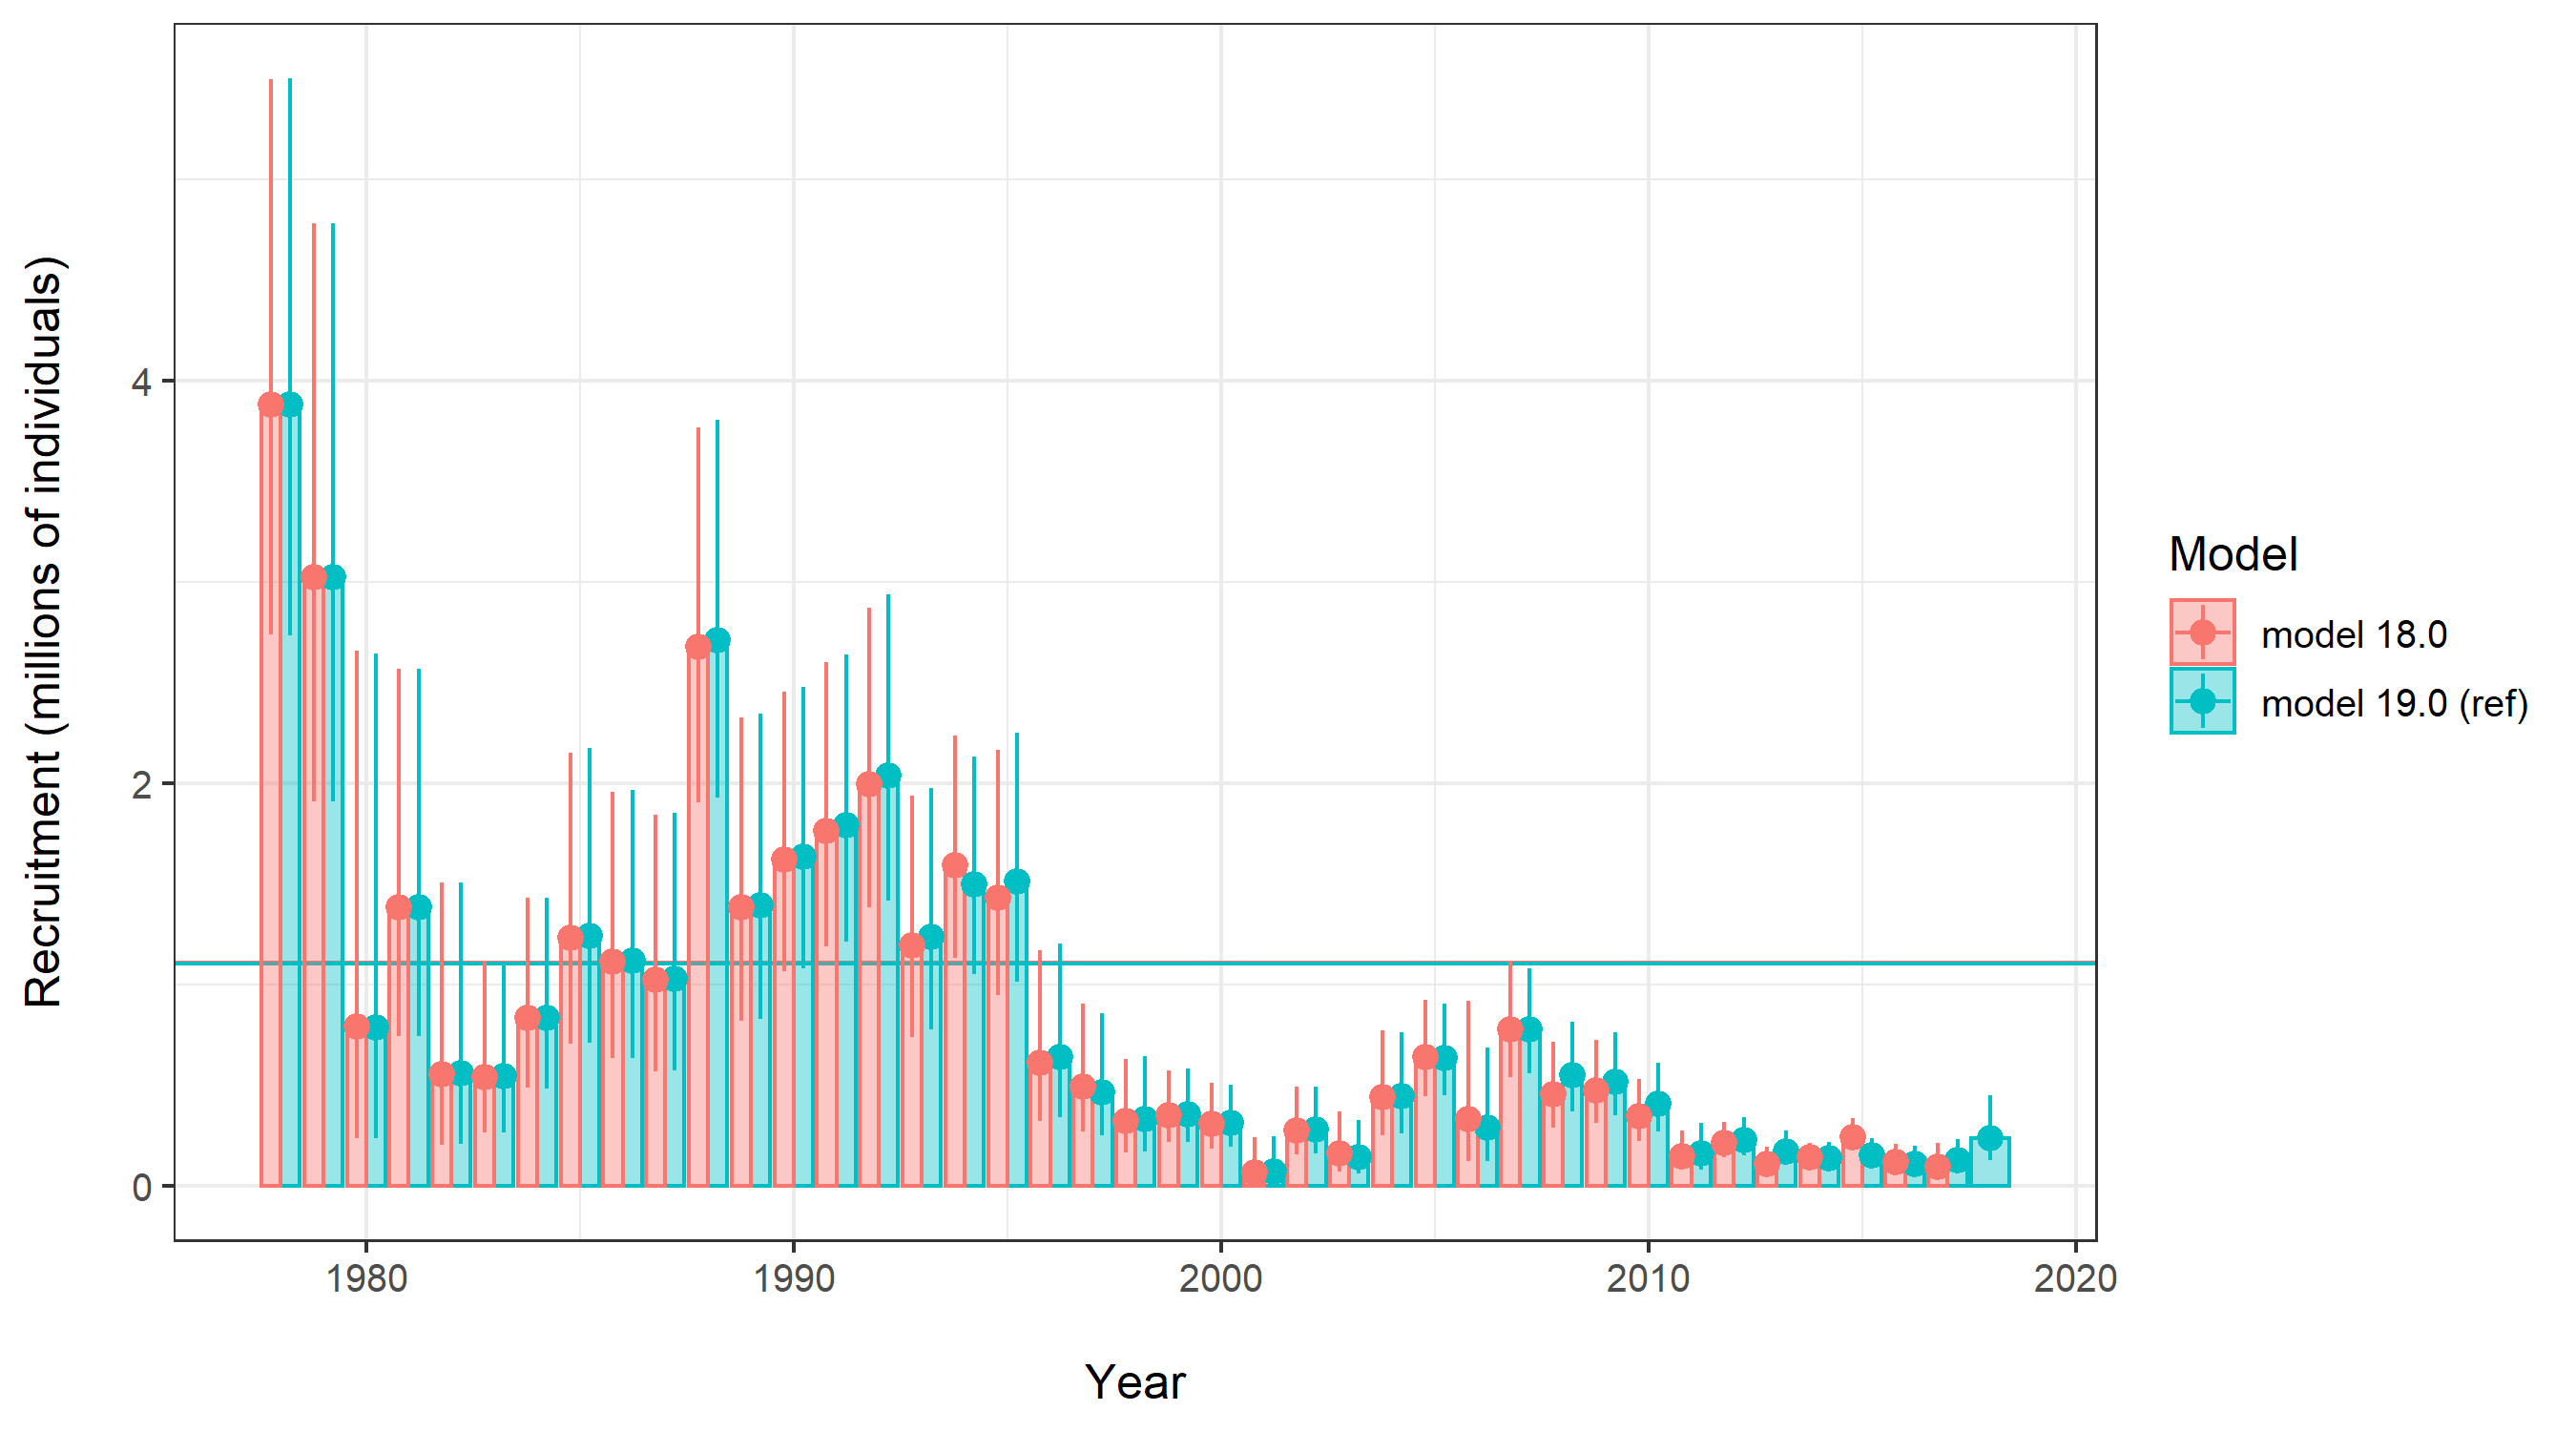 Recruitment (millions of individuals)
4
2
0
1980
1990
2000
2010
2020
Year
Model
model 18.0
model 19.0 (ref)